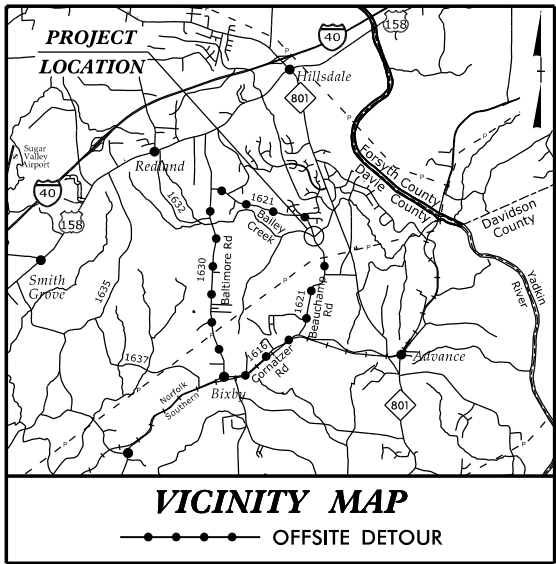 PROJECT
LOCATION
40
158
Hillsdale
801
Sugar
Valley
Airport
Redland
Forsyth County
Davie County
Davidson
County
40
158
1632
1621
Bailey
Creek
Smith
Grove
1635
1630
Baltimore Rd
1621
Beauchamp
Rd
Yadkin
River
1637
1616
Cornatzer
Rd
Advance
Norfolk
Southern
Bixby
801
P
P
P
P
P
P
P
VICINITY MAP
OFFSITE DETOUR